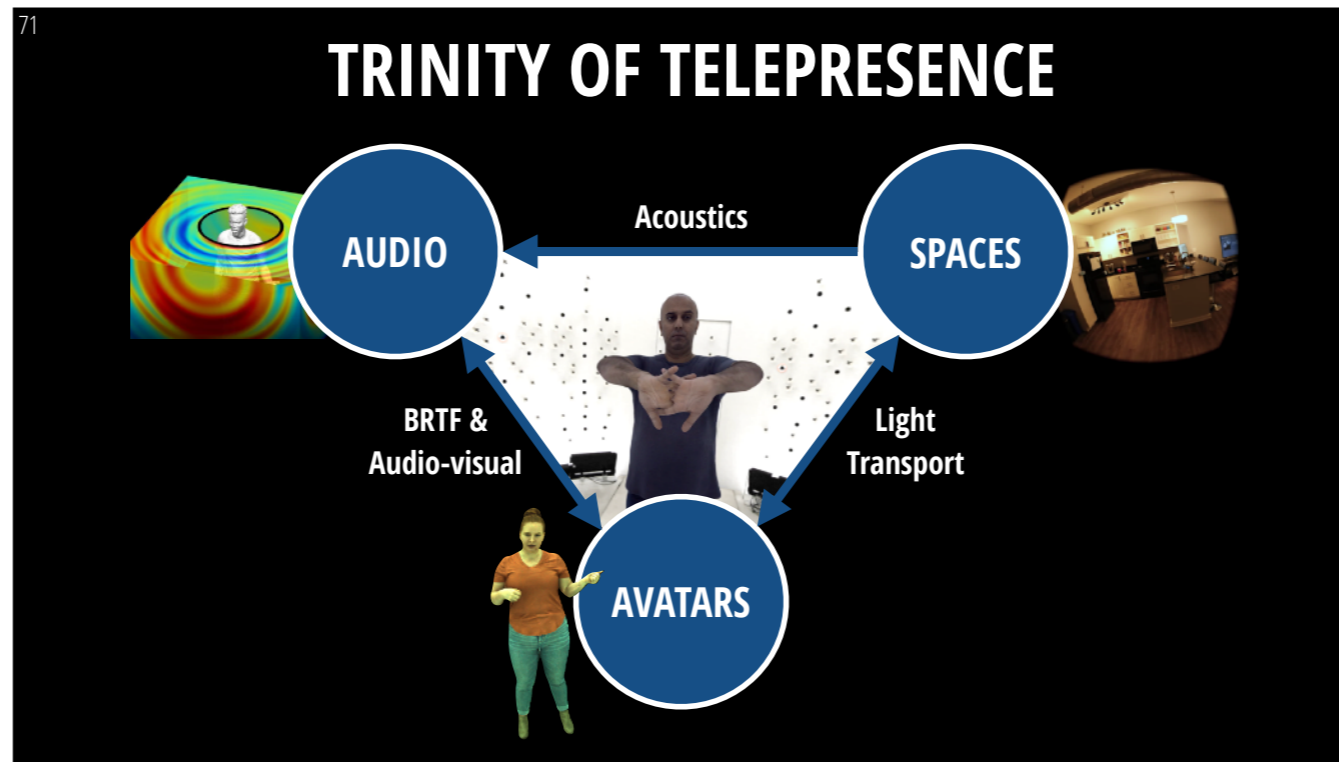 71
TRINITY OF TELEPRESENCE
AUDIO
Acoustics
SPACES
BRTF &
Audio-visual
Light
Transport
AVATARS